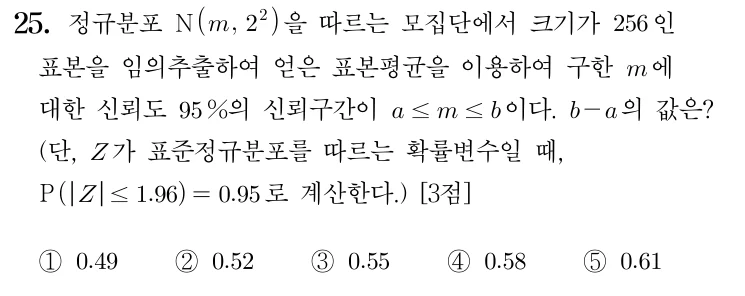 25. 정규분포 N(m, 2²)을 따르는 모집단에서 크기가 256인
표본을 임의추출하여 얻은 표본평균을 이용하여 구한 m에
대한 신뢰도 95%의 신뢰구간이 a≤m≤b이다. b-a의 값은?
(단, Z가 표준정규분포를 따르는 확률변수일 때,
P(|Z|≤1.96)=0.95로 계산한다.) [3점]
① 0.49 ② 0.52 ③ 0.55 ④ 0.58 ⑤ 0.61